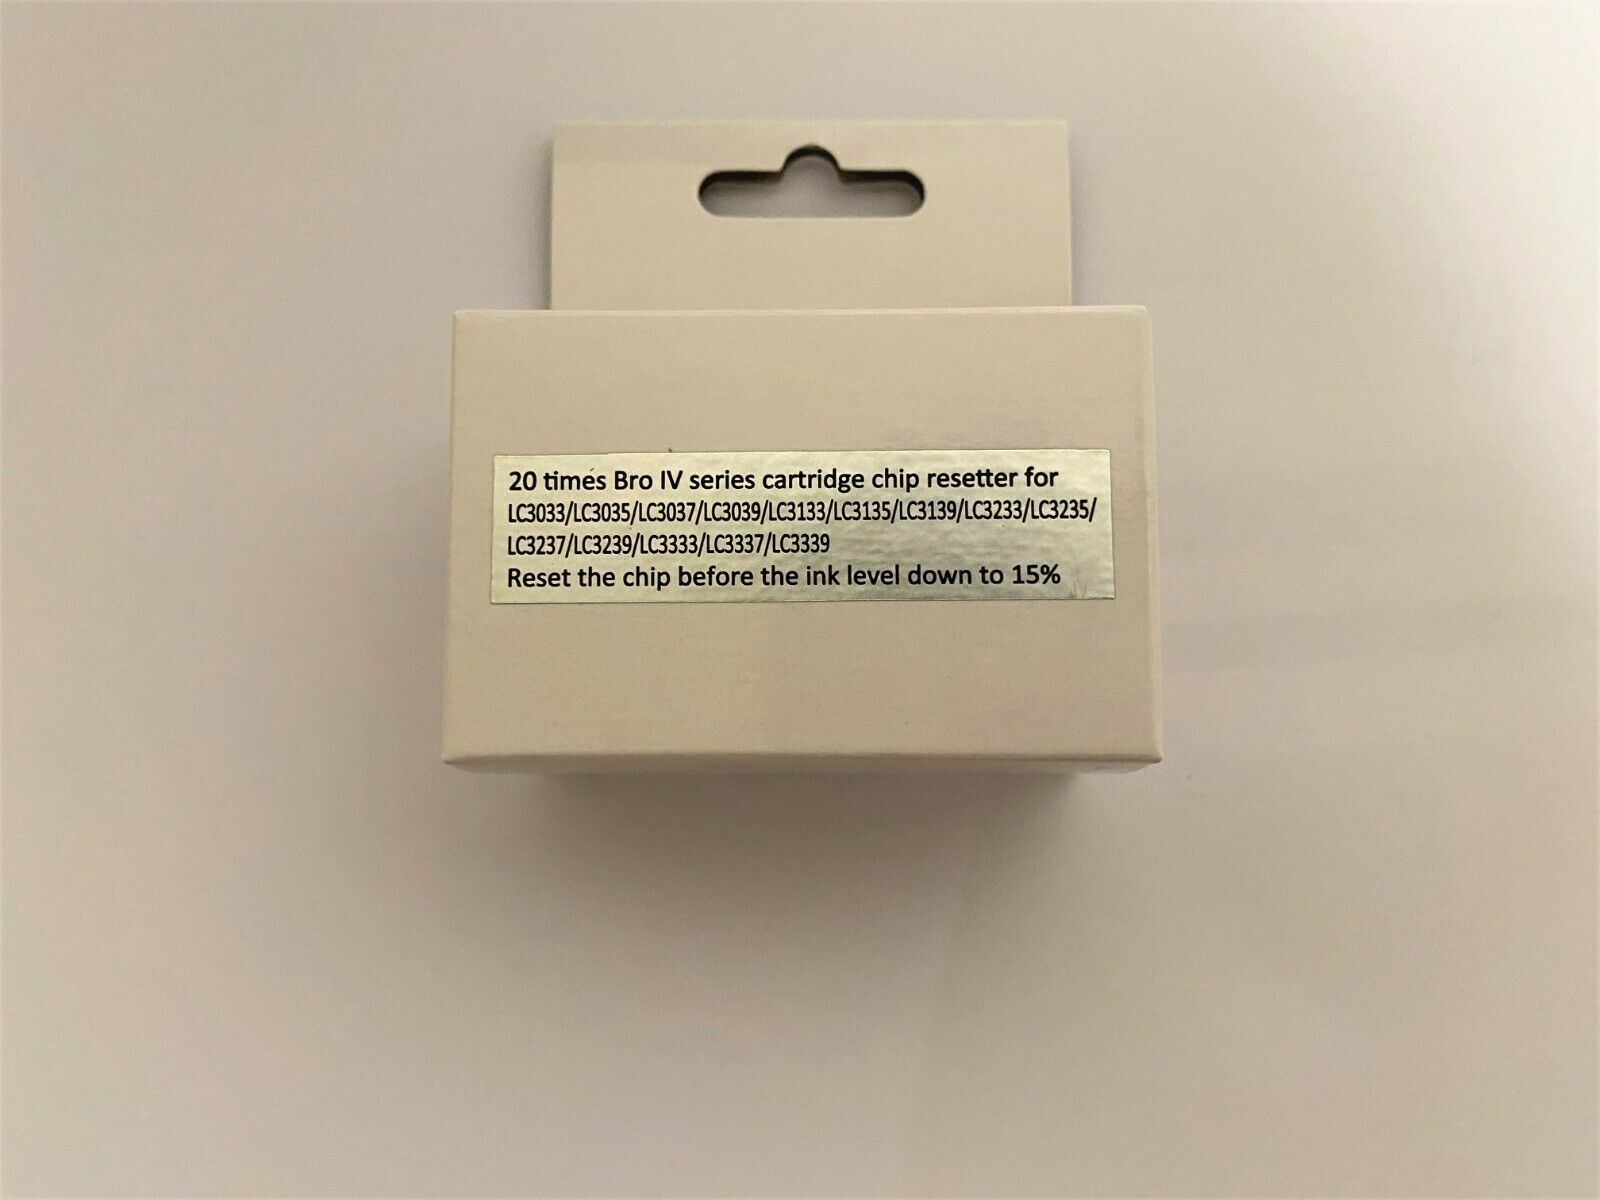 20 times Bro IV series cartridge chip resetter for
LC3033/LC3035/LC3037/LC3039/LC3133/LC3135/LC3139/LC3233/LC3235/
LC3237/LC3239/LC3333/LC3337/LC3339
Reset the chip before the ink level down to 15%